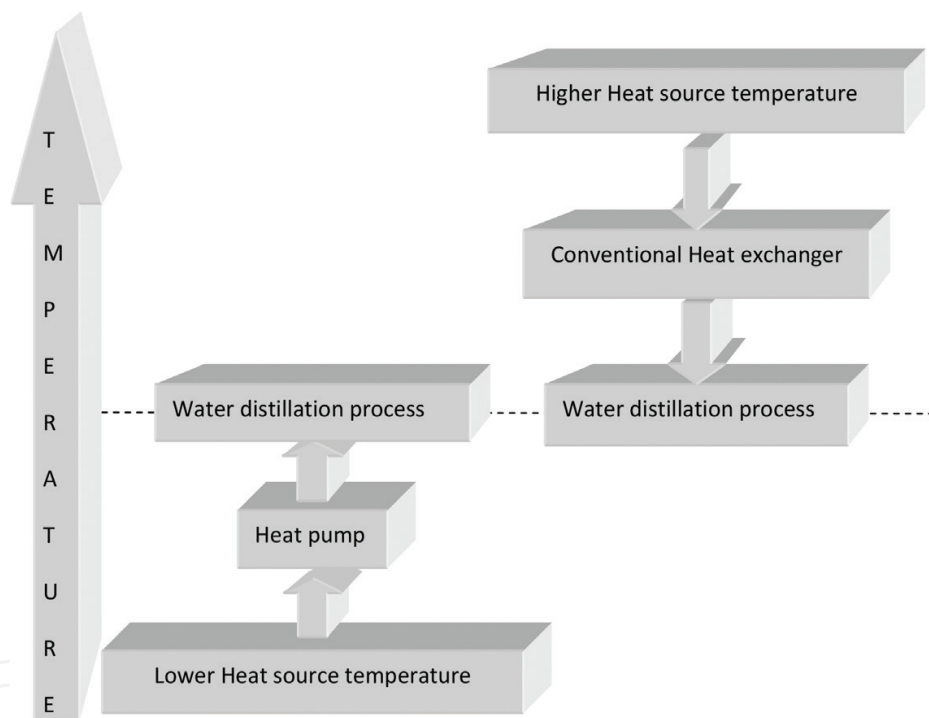 T
E
M
P
E
R
A
T
U
R
E
Higher Heat source temperature
Conventional Heat exchanger
Water distillation process
Water distillation process
Heat pump
Lower Heat source temperature